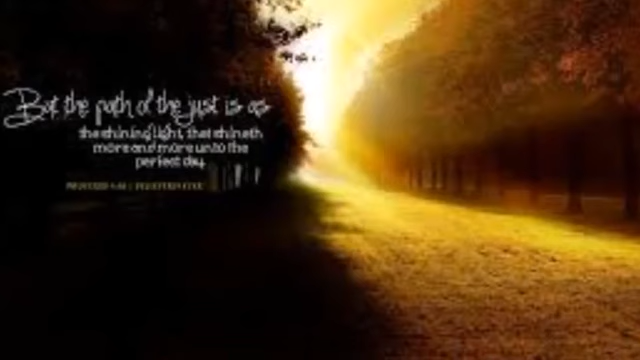 But the path of the just is as
the shining light, that shineth
more and more unto the
perfect day.